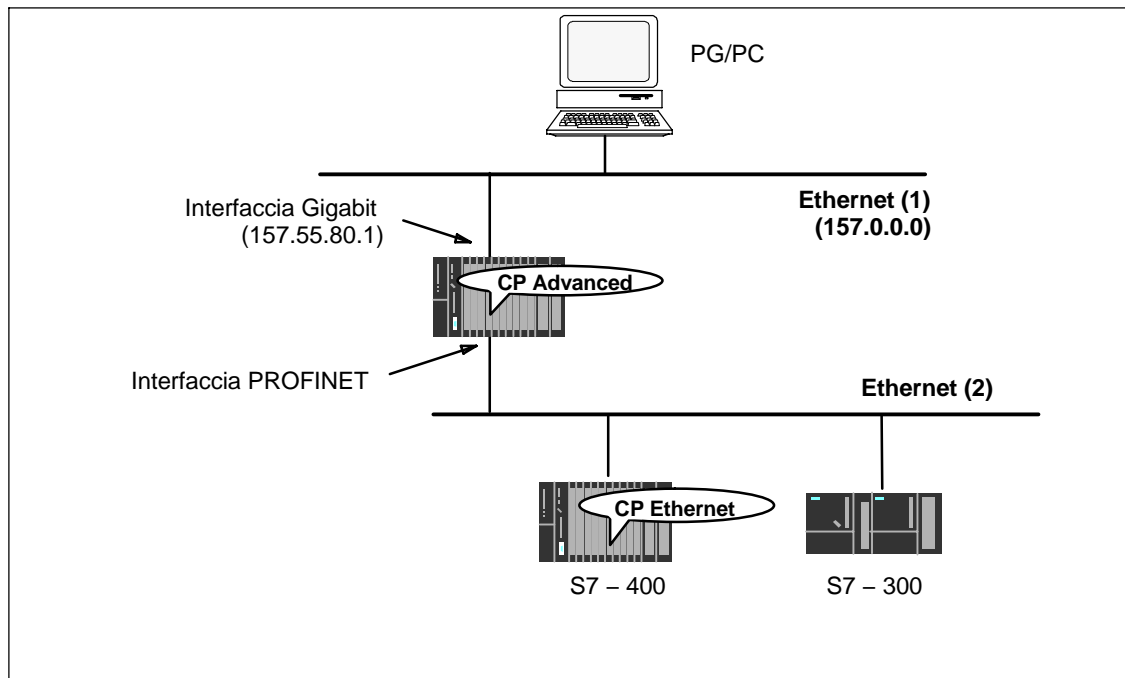 PG/PC
Ethernet (1)
(157.0.0.0)
Interfaccia Gigabit
(157.55.80.1)
CP Advanced
Interfaccia PROFINET
Ethernet (2)
CP Ethernet
S7 – 400
S7 – 300